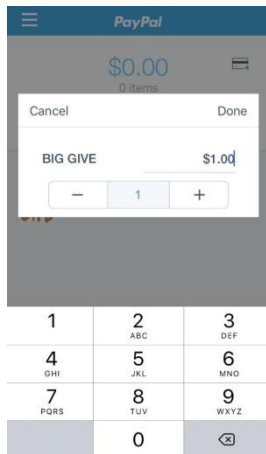 PayPal
$0.00
0 items
Cancel Done
BIG GIVE $1.00
− 1 +
1 2 3
ABC DEF
4 5 6
GHI JKL MNO
7 8 9
PQRS TUV WXYZ
0